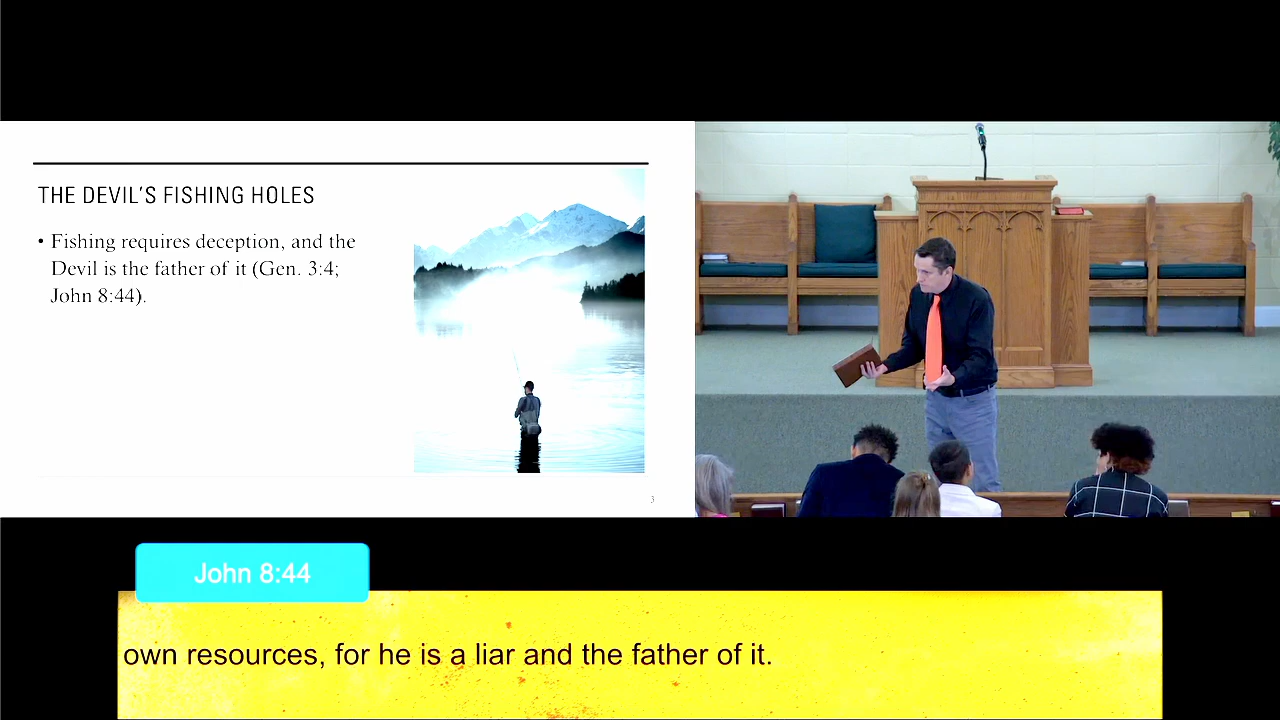 THE DEVIL'S FISHING HOLES
• Fishing requires deception, and the
Devil is the father of it (Gen. 3:4;
John 8:44).
3
John 8:44
own resources, for he is a liar and the father of it.